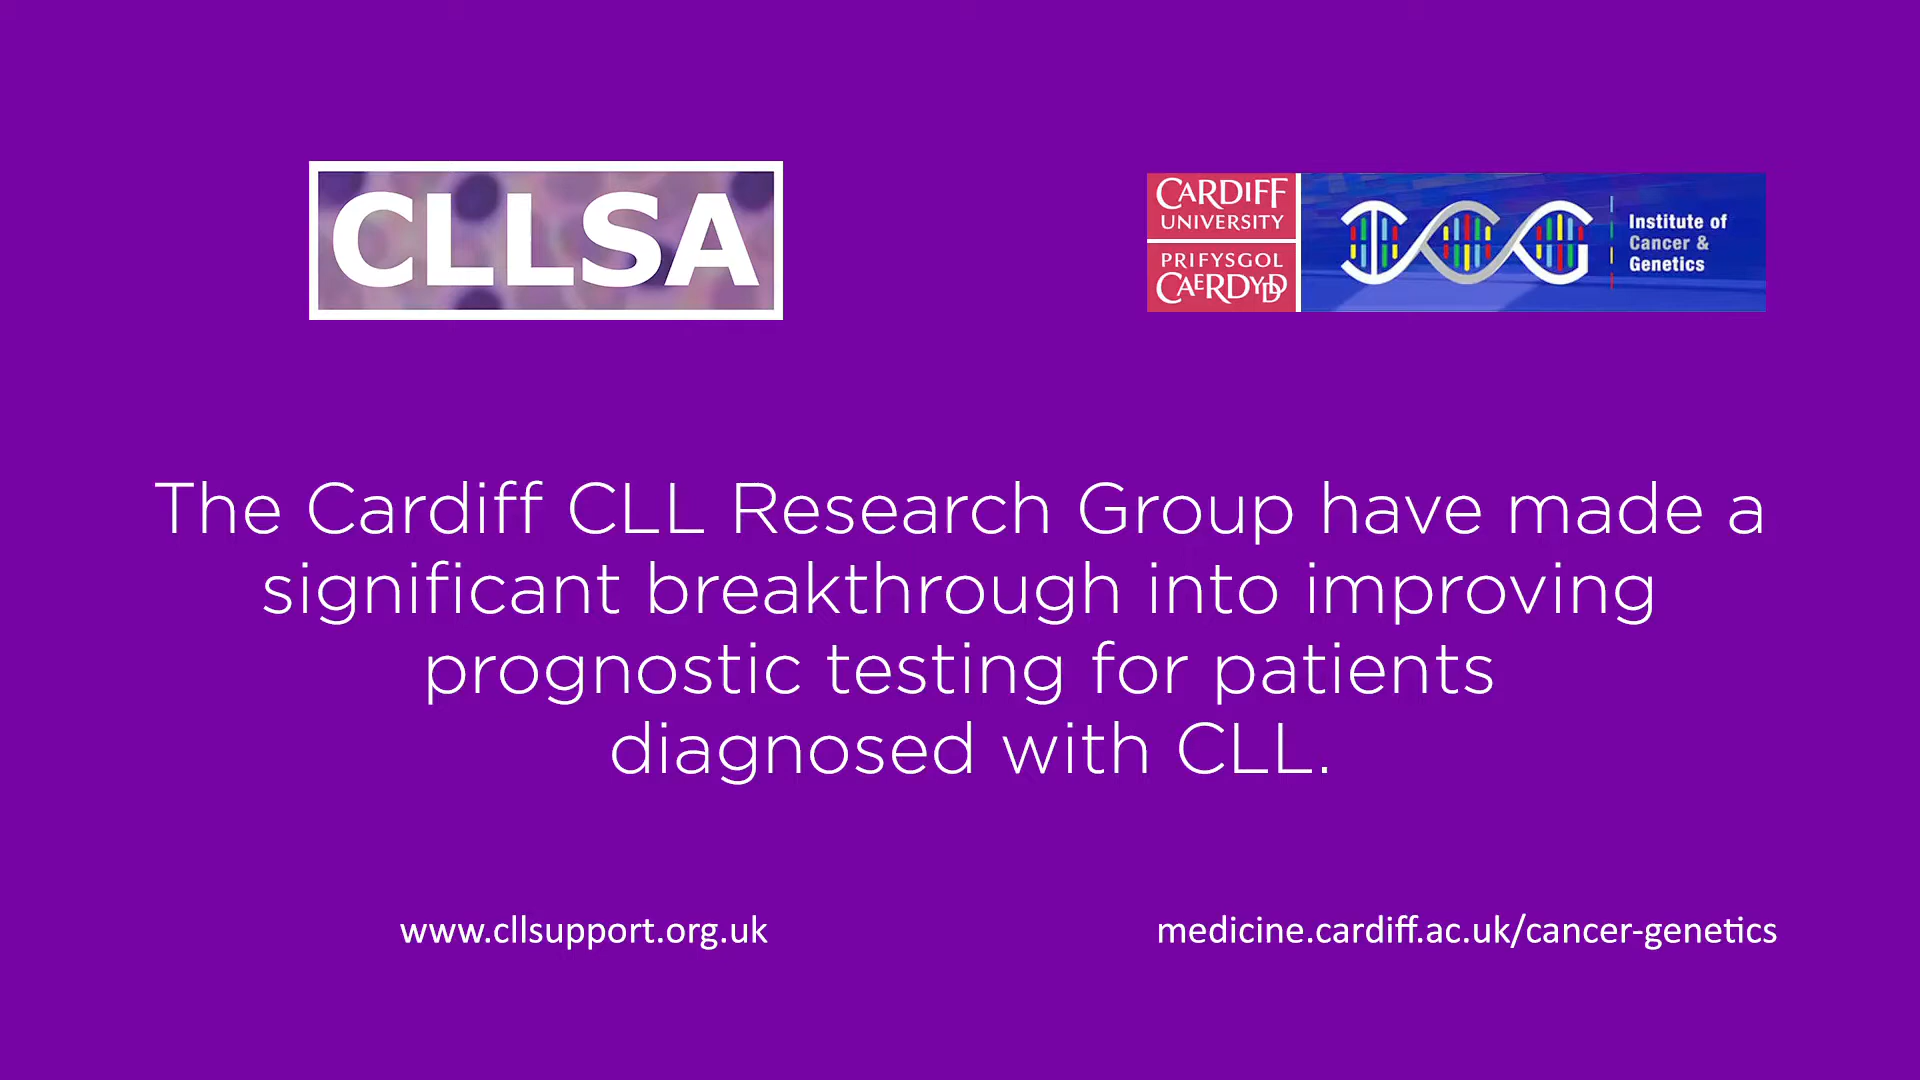 CLLSA
CARDIFF
UNIVERSITY
PRIFYSGOL
CAERDYDD
ICG
Institute of
Cancer &
Genetics
The Cardiff CLL Research Group have made a
significant breakthrough into improving
prognostic testing for patients
diagnosed with CLL.
www.cllsupport.org.uk
medicine.cardiff.ac.uk/cancer-genetics